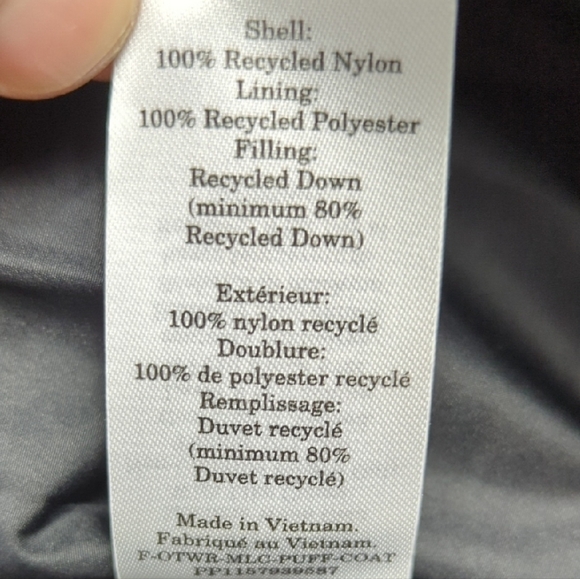 Shell:
100% Recycled Nylon
Lining:
100% Recycled Polyester
Filling:
Recycled Down
(minimum 80%
Recycled Down)
Extérieur:
100% nylon recyclé
Doublure:
100% de polyester recyclé
Remplissage:
Duvet recyclé
(minimum 80%
Duvet recyclé)
Made in Vietnam.
Fabriqué au Vietnam.
F-OTWR-MLC-PUFF-COAT